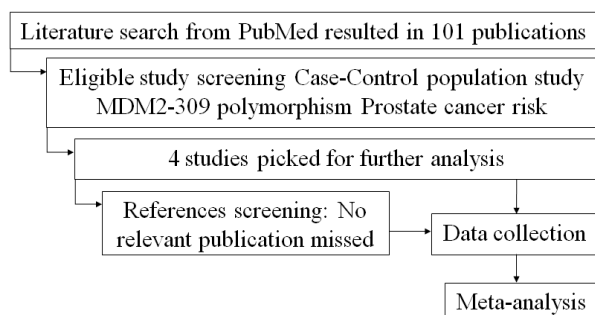 Literature search from PubMed resulted in 101 publications
Eligible study screening Case-Control population study
MDM2-309 polymorphism Prostate cancer risk
4 studies picked for further analysis
References screening: No
relevant publication missed
Data collection
Meta-analysis